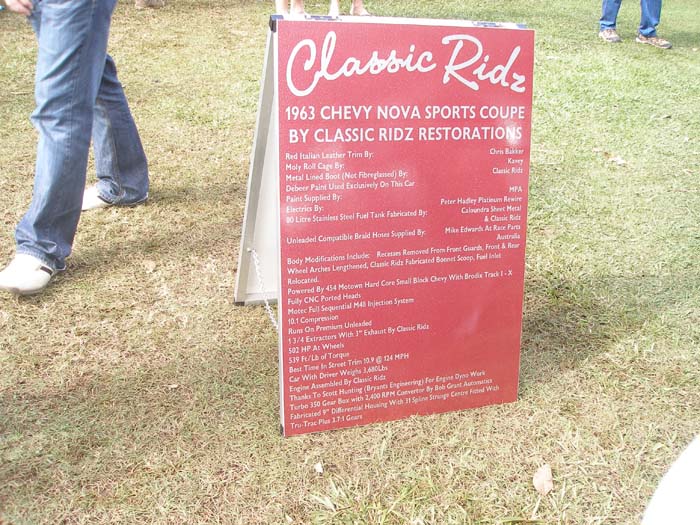 Classic Ridz
1963 CHEVY NOVA SPORTS COUPE
BY CLASSIC RIDZ RESTORATIONS
Red Italian Leather Trim By: Chris Bakker
Moly Roll Cage By: Kavey
Metal Lined Boot (Not Fibreglassed) By: Classic Ridz
Debeer Paint Used Exclusively On This Car
Paint Supplied By: MPA
Electrics By: Peter Hadley Platinum Rewire
80 Litre Stainless Steel Fuel Tank Fabricated By: Caloundra Sheet Metal
& Classic Ridz
Unleaded Compatible Braid Hoses Supplied By: Mike Edwards At Race Parts
Australia
Body Modifications Include: Recesses Removed From Front Guards, Front & Rear
Wheel Arches Lengthened, Classic Ridz Fabricated Bonnet Scoop, Fuel Inlet
Relocated.
Powered By 454 Motown Hard Core Small Block Chevy With Brodix Track 1 - X
Fully CNC Ported Heads
Motec Full Sequential M48 Injection System
10.1 Compression
Runs On Premium Unleaded
1 3/4 Extractors With 3" Exhaust By Classic Ridz
502 HP At Wheels
539 Ft/Lb of Torque
Best Time In Street Trim 10.9 @ 124 MPH
Car With Driver Weighs 3,680Lbs
Engine Assembled By Classic Ridz
Thanks To Scott Hunting (Bryants Engineering) For Engine Dyno Work
Turbo 350 Gear Box with 2,400 RPM Convertor By Bob Grant Automatics
Fabricated 9" Differential Housing With 31 Spline Strange Centre Fitted With
Tru-Trac Plus 3.7:1 Gears